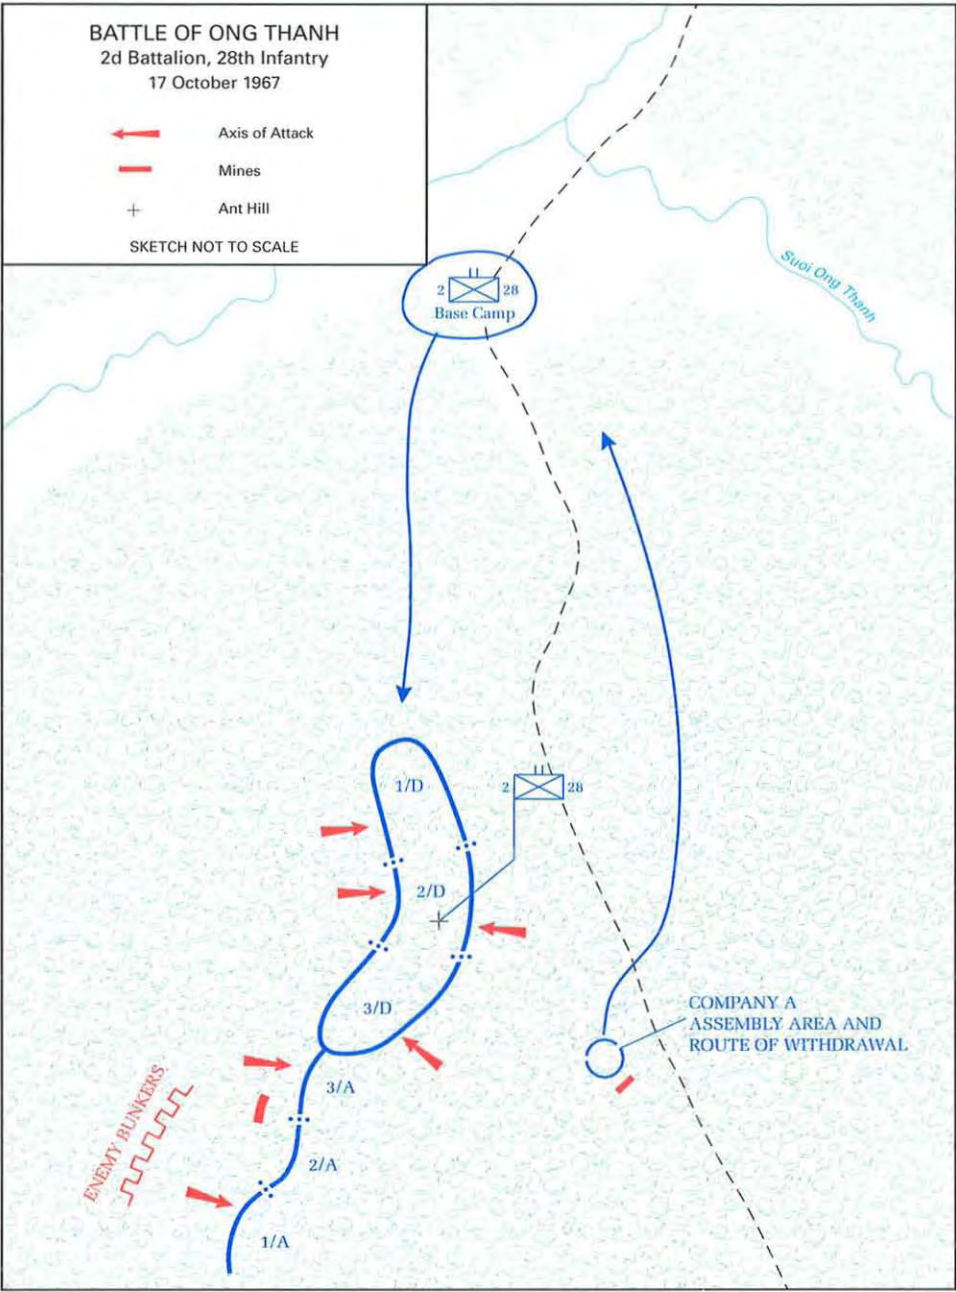 BATTLE OF ONG THANH
2d Battalion, 28th Infantry
17 October 1967
Axis of Attack
Mines
Ant Hill
SKETCH NOT TO SCALE
2 28
Base Camp
Suoi Ong Thanh
1/D
2 28
2/D
3/D
COMPANY A
ASSEMBLY AREA AND
ROUTE OF WITHDRAWAL
3/A
ENEMY BUNKERS
2/A
1/A